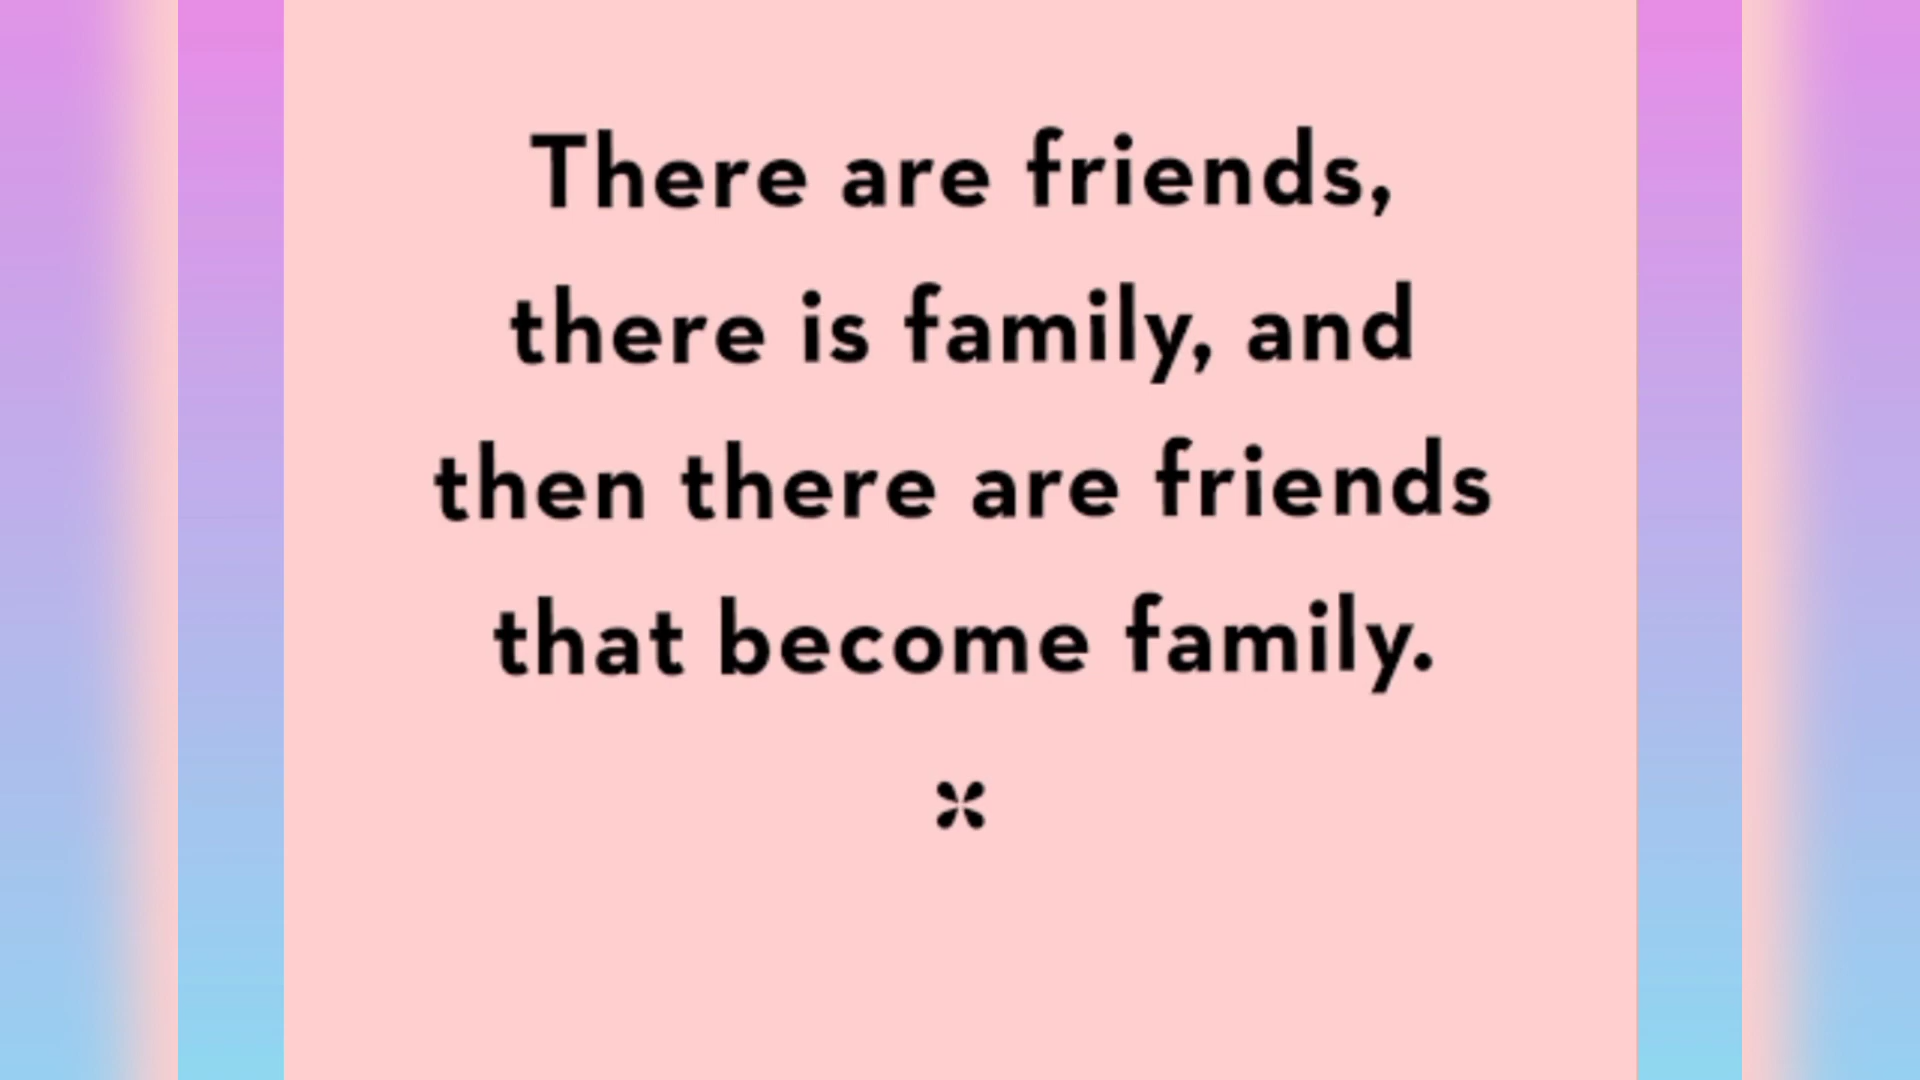 There are friends,
there is family, and
then there are friends
that become family.